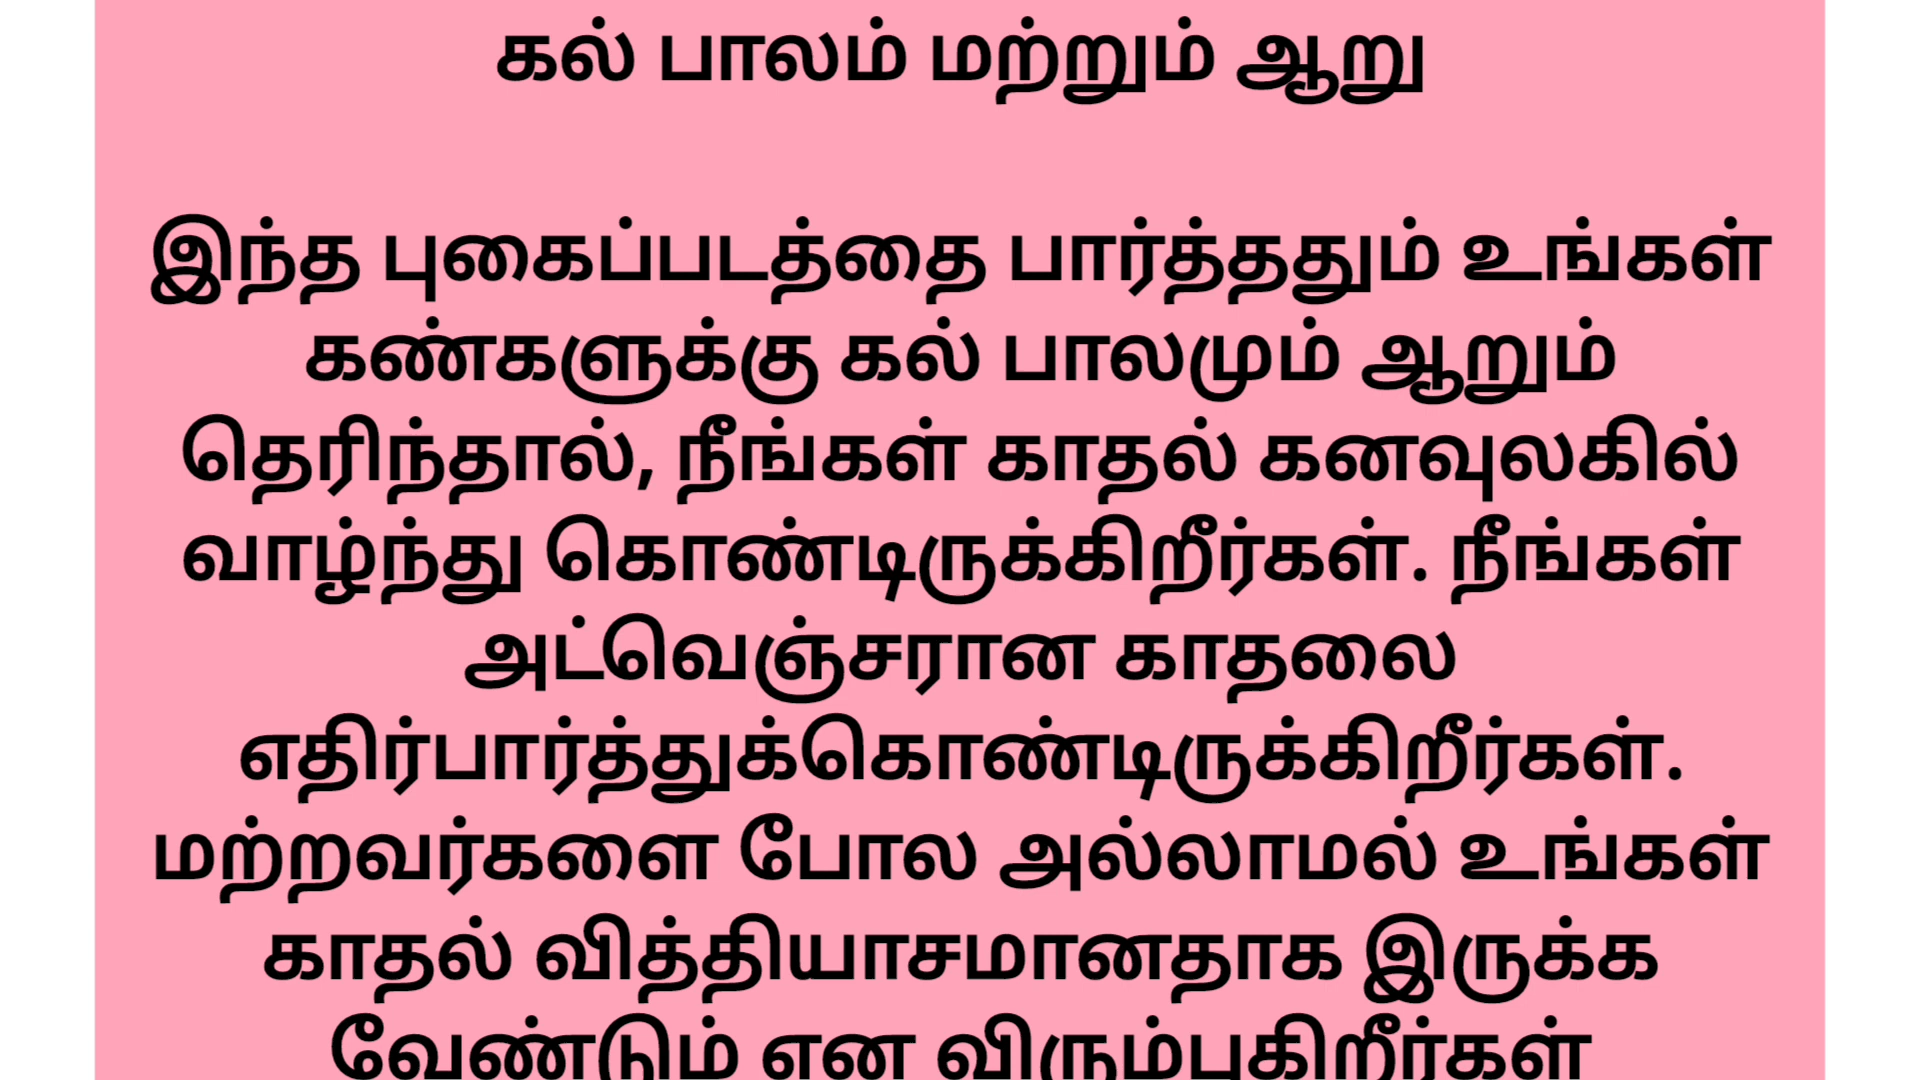 கல் பாலம் மற்றும் ஆறு
இந்த புகைப்படத்தை பார்த்ததும் உங்கள்
கண்களுக்கு கல் பாலமும் ஆறும்
தெரிந்தால், நீங்கள் காதல் கனவுலகில்
வாழ்ந்து கொண்டிருக்கிறீர்கள். நீங்கள்
அட்வெஞ்சரான காதலை
எதிர்பார்த்துக்கொண்டிருக்கிறீர்கள்.
மற்றவர்களை போல அல்லாமல் உங்கள்
காதல் வித்தியாசமானதாக இருக்க
வேண்டும் என விரும்புகிறீர்கள்